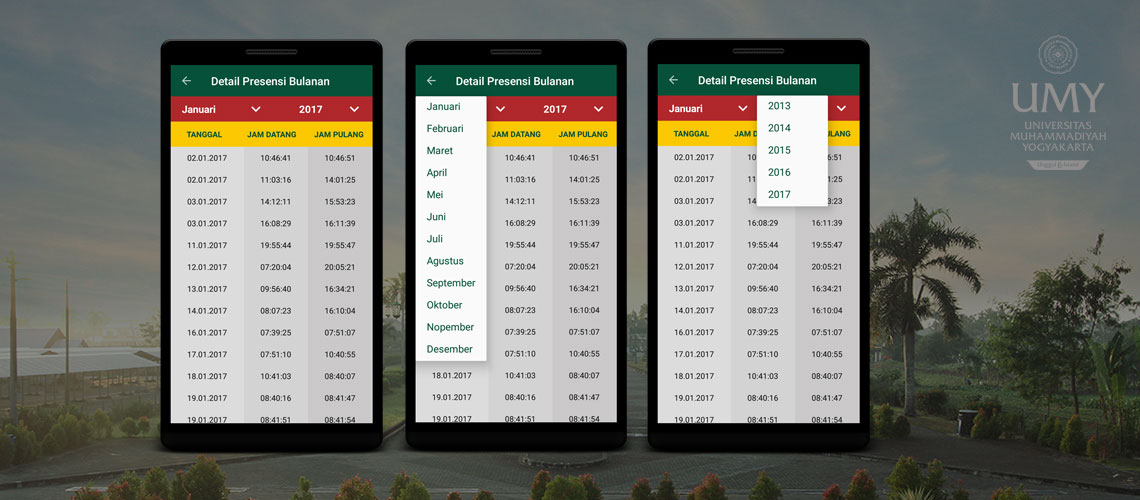 Detail Presensi Bulanan
Januari 2017
TANGGAL JAM DATANG JAM PULANG
02.01.2017 10:46:41 10:46:51
02.01.2017 11:03:16 14:01:25
03.01.2017 14:12:11 15:53:23
03.01.2017 16:08:29 16:11:39
11.01.2017 19:55:44 19:55:47
12.01.2017 07:20:04 20:05:21
13.01.2017 09:56:40 16:34:21
14.01.2017 08:07:23 16:10:04
16.01.2017 07:39:25 07:51:07
17.01.2017 07:51:10 10:40:55
18.01.2017 10:41:03 08:40:07
19.01.2017 08:40:16 08:41:47
19.01.2017 08:41:51 08:41:54
Detail Presensi Bulanan
2017
Januari
Februari
Maret
April
Mei
Juni
Juli
Agustus
September
Oktober
Nopember
Desember
JAM DATANG JAM PULANG
10:46:41 10:46:51
11:03:16 14:01:25
14:12:11 15:53:23
16:08:29 16:11:39
19:55:44 19:55:47
07:20:04 20:05:21
09:56:40 16:34:21
08:07:23 16:10:04
07:39:25 07:51:07
07:51:10 10:40:55
18.01.2017 10:41:03 08:40:07
19.01.2017 08:40:16 08:41:47
19.01.2017 08:41:51 08:41:54
Detail Presensi Bulanan
Januari
2013
2014
2015
2016
2017
TANGGAL JAM D ULANG
02.01.2017 10:4 :51
02.01.2017 11:0 :25
03.01.2017 14:1 3:23
03.01.2017 16:08:29 16:11:39
11.01.2017 19:55:44 19:55:47
12.01.2017 07:20:04 20:05:21
13.01.2017 09:56:40 16:34:21
14.01.2017 08:07:23 16:10:04
16.01.2017 07:39:25 07:51:07
17.01.2017 07:51:10 10:40:55
18.01.2017 10:41:03 08:40:07
19.01.2017 08:40:16 08:41:47
19.01.2017 08:41:51 08:41:54
UMY
UNIVERSITAS
MUHAMMADIYAH
YOGYAKARTA